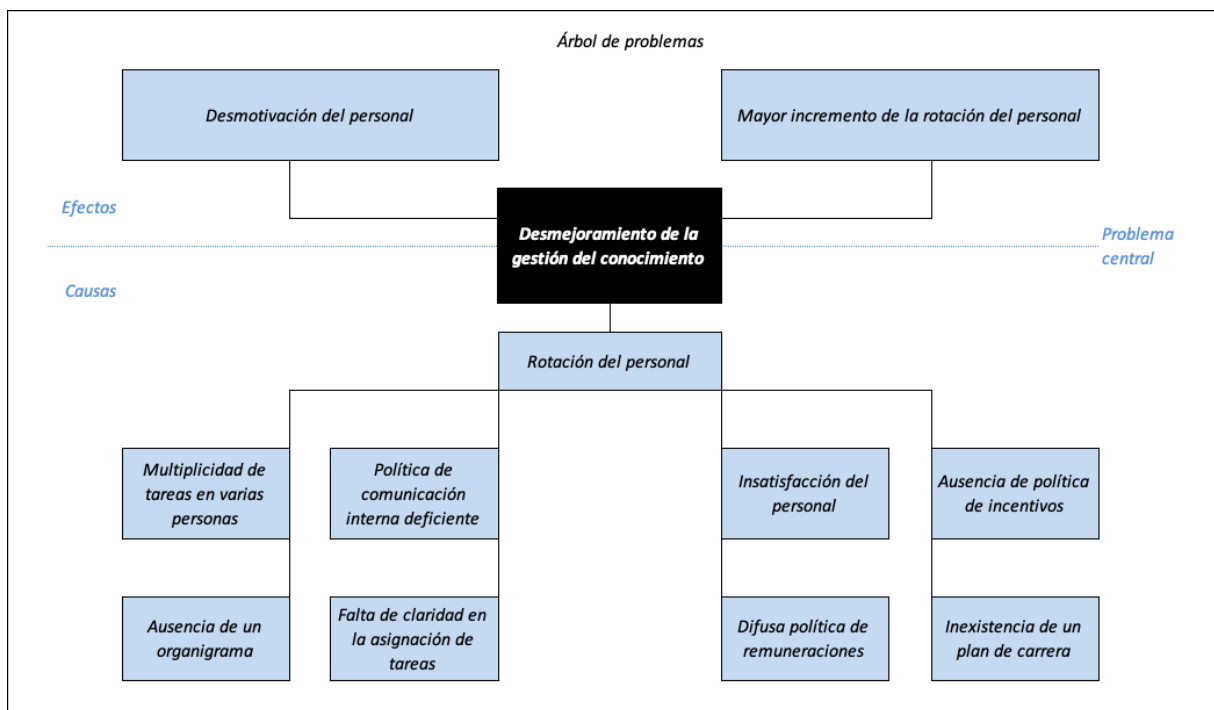 Árbol de problemas
Desmotivación del personal
Mayor incremento de la rotación del personal
Efectos
Desmejoramiento de la
gestión del conocimiento
Problema
central
Causas
Rotación del personal
Multiplicidad de
tareas en varias
personas
Política de
comunicación
interna deficiente
Insatisfacción del
personal
Ausencia de política
de incentivos
Ausencia de un
organigrama
Falta de claridad en
la asignación de
tareas
Difusa política de
remuneraciones
Inexistencia de un
plan de carrera